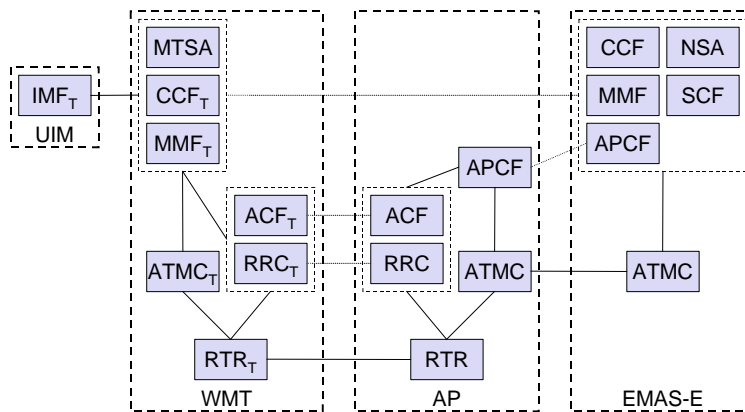 MTSA
CCF NSA
IMF_T
CCF_T
MMF SCF
UIM
MMF_T
APCF
APCF
ACF_T
ACF
RRC_T
RRC
ATMC_T
ATMC
ATMC
RTR_T
RTR
WMT
AP
EMAS-E